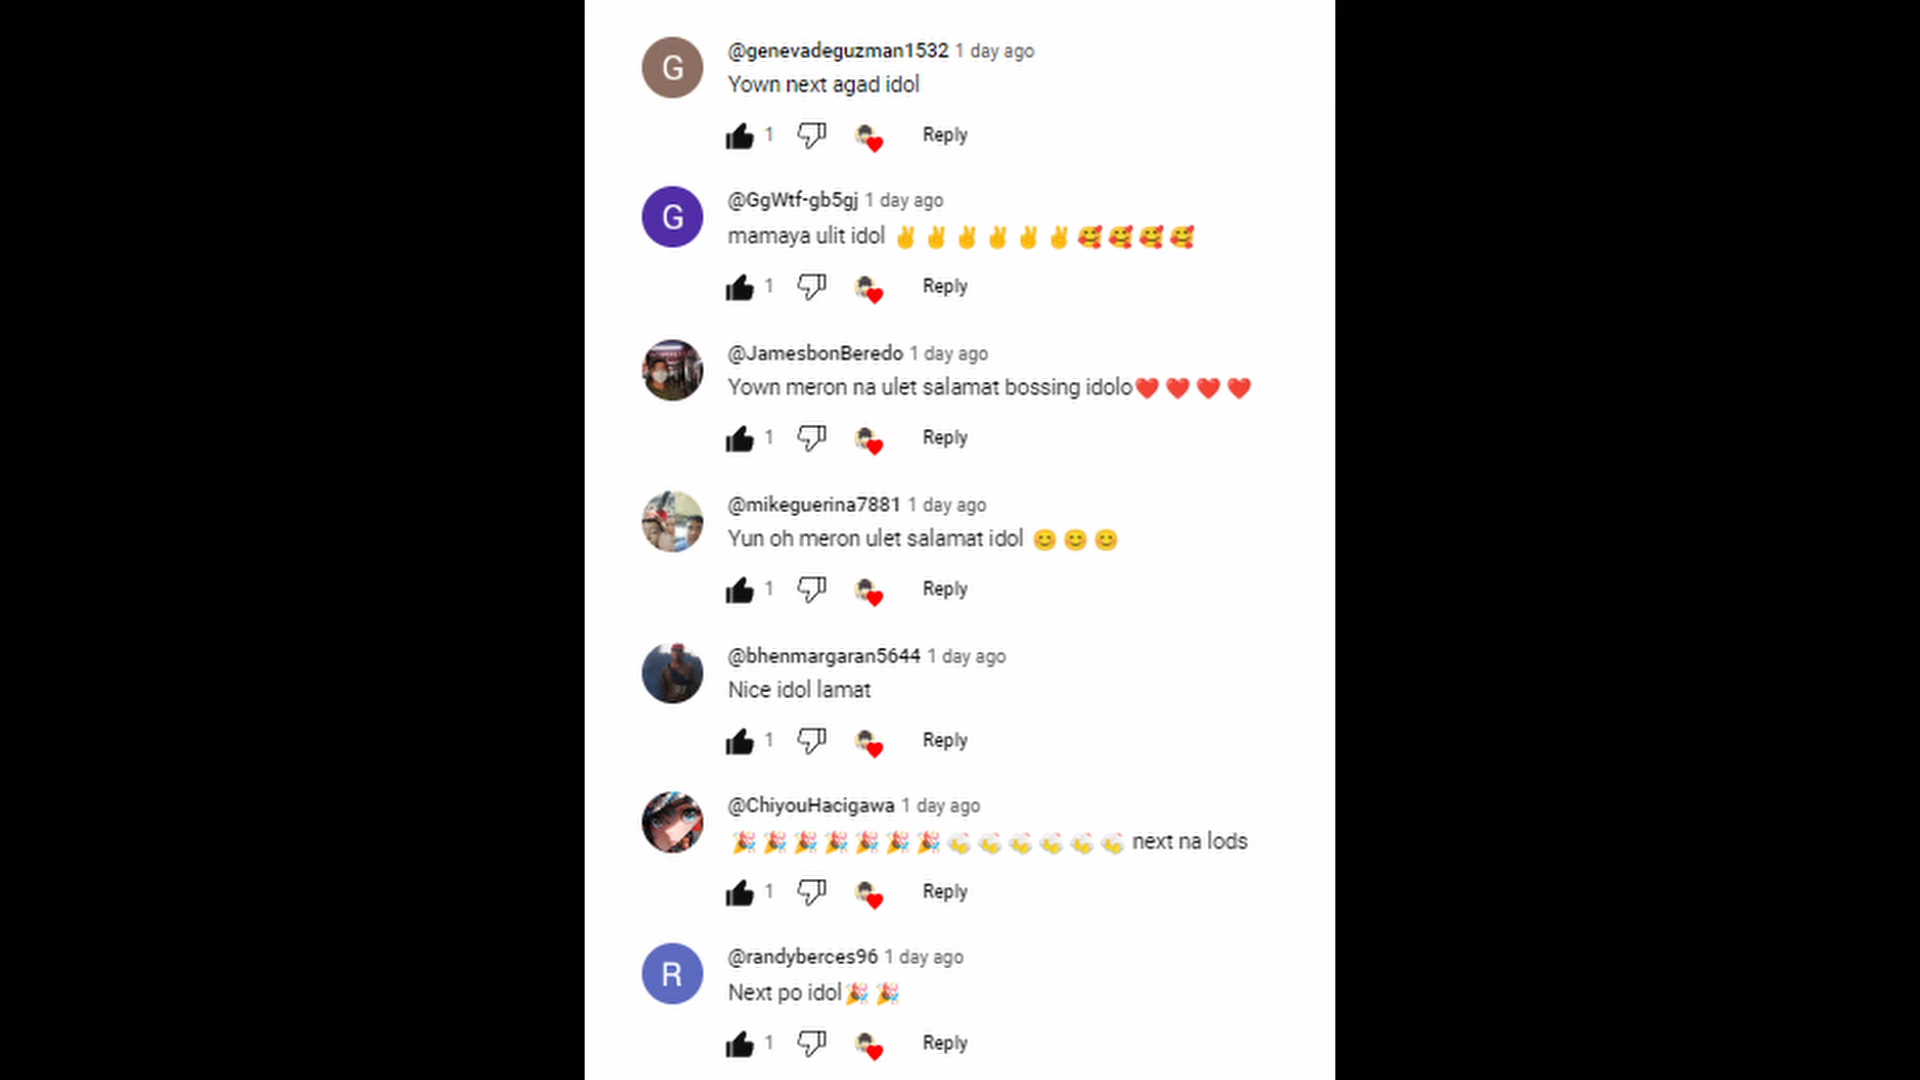 G
@genevadeguzman1532 1 day ago
Yown next agad idol
1 Reply
G
@GgWtf-gb5gj 1 day ago
mamaya ulit idol ✌✌✌✌✌✌🥰🥰🥰🥰
1 Reply
@JamesbonBeredo 1 day ago
Yown meron na ulet salamat bossing idolo❤️❤️❤️❤️
1 Reply
@mikeguerina7881 1 day ago
Yun oh meron ulet salamat idol 😊😊😊
1 Reply
@bhenmargaran5644 1 day ago
Nice idol lamat
1 Reply
@ChiyouHacigawa 1 day ago
🎉🎉🎉🎉🎉🎉🎉🍻🍻🍻🍻🍻🍻 next na lods
1 Reply
R
@randyberces96 1 day ago
Next po idol🎉🎉
1 Reply